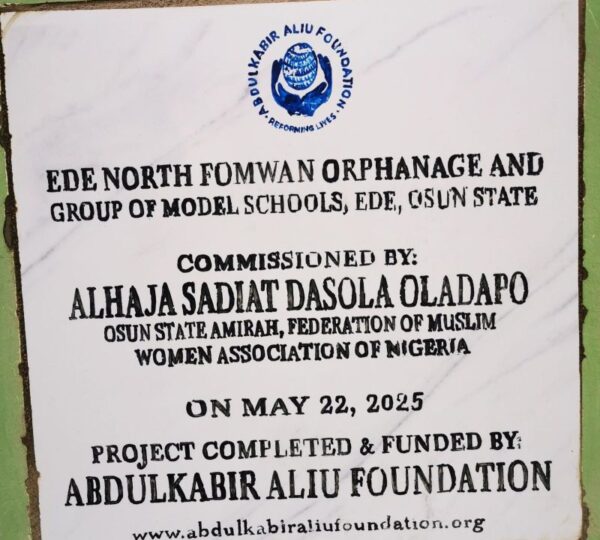 ABDULKABIR ALIU FOUNDATION
REFORMING LIVES
EDE NORTH FOMWAN ORPHANAGE AND
GROUP OF MODEL SCHOOLS, EDE, OSUN STATE
COMMISSIONED BY:
ALHAJA SADIAT DASOLA OLADAPO
OSUN STATE AMIRAH, FEDERATION OF MUSLIM
WOMEN ASSOCIATION OF NIGERIA
ON MAY 22, 2025
PROJECT COMPLETED & FUNDED BY:
ABDULKABIR ALIU FOUNDATION
www.abdulkabiraliufoundation.org